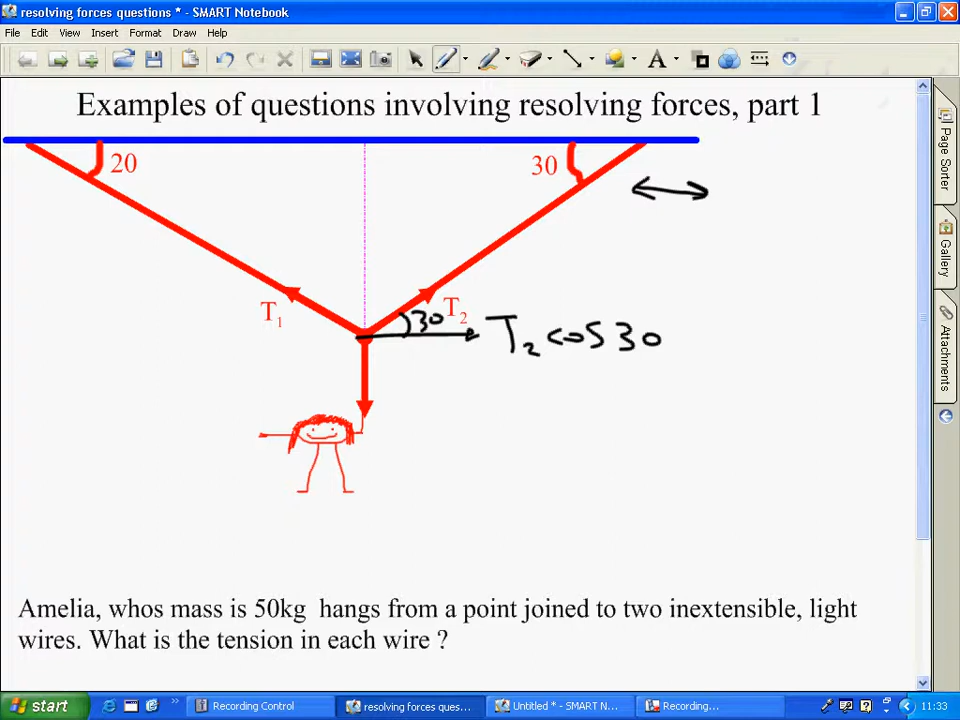 resolving forces questions * - SMART Notebook
File Edit View Insert Format Draw Help
Examples of questions involving resolving forces, part 1
20
30
T1
T2
30
T2 cos 30
Amelia, whos mass is 50kg hangs from a point joined to two inextensible, light
wires. What is the tension in each wire ?
Page Sorter
Gallery
Attachments
start
Recording Control
resolving forces ques...
Untitled * - SMART N...
Recording...
11:33